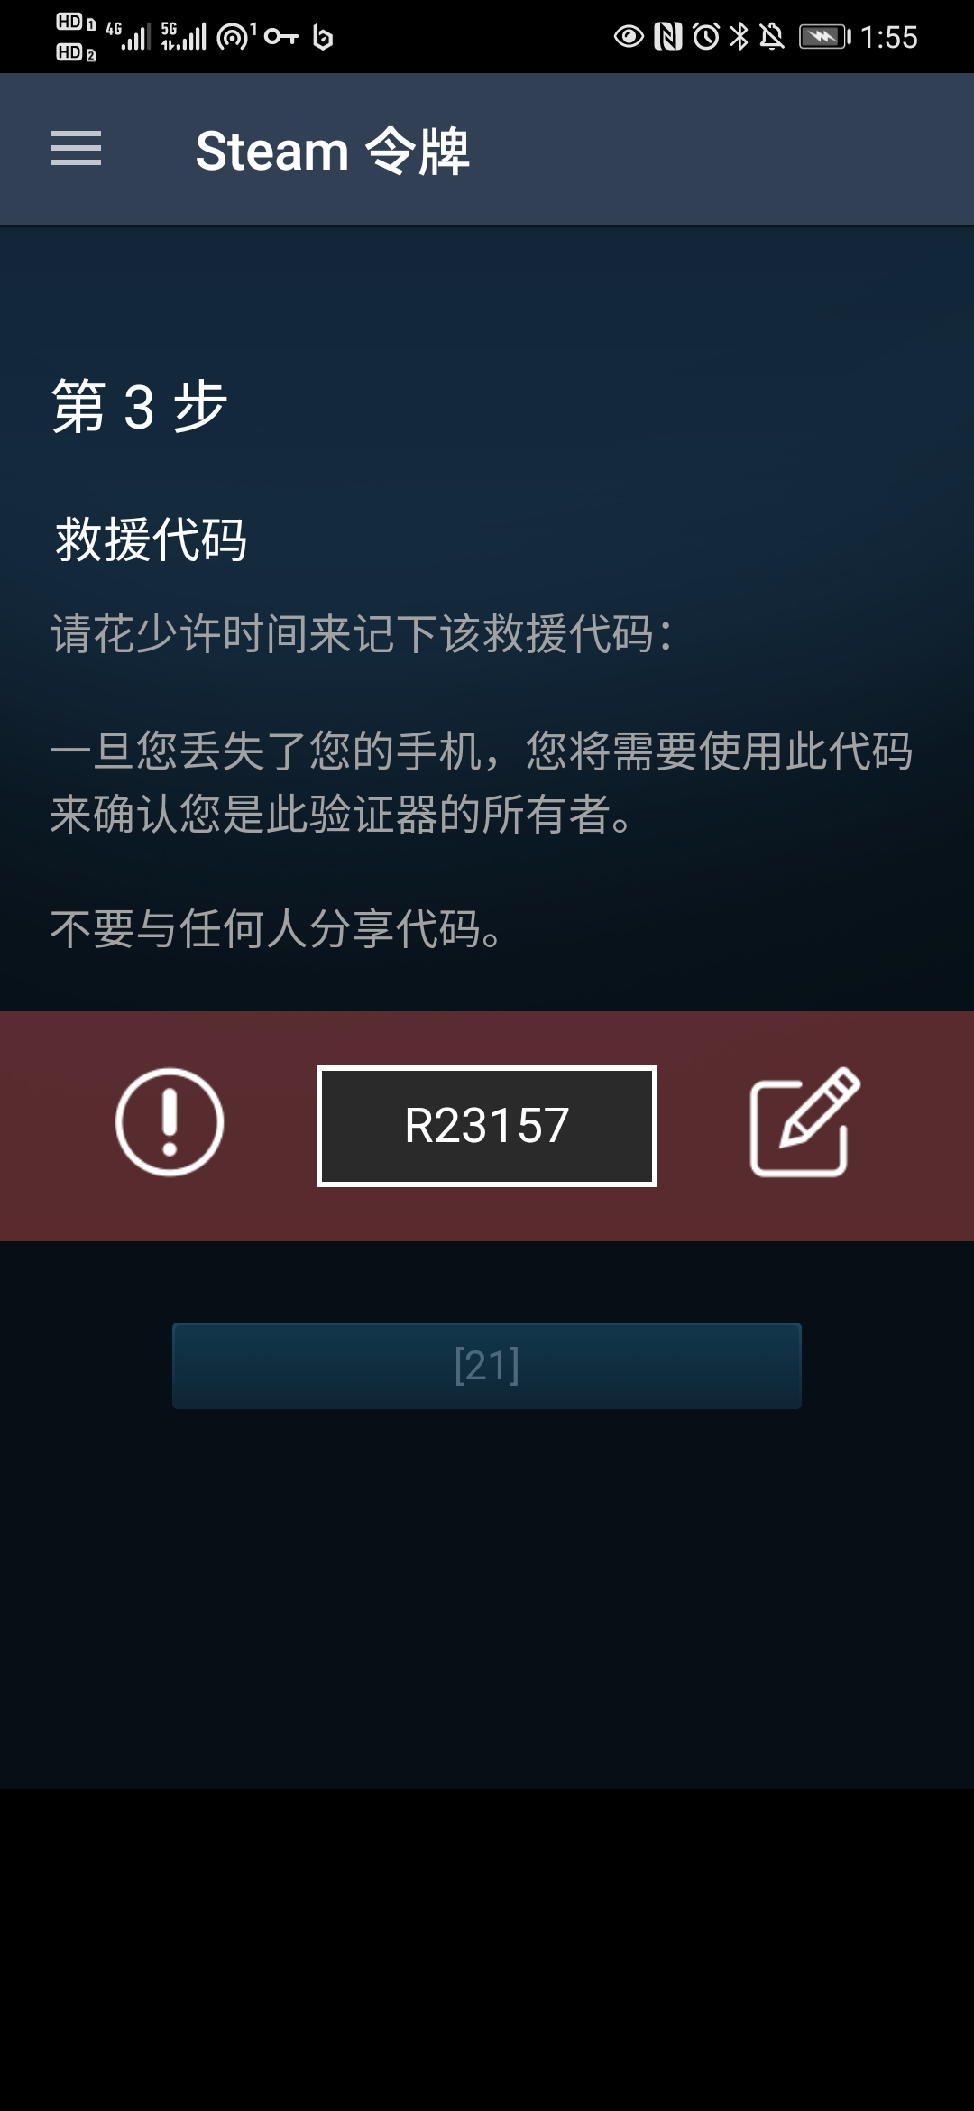 HD 1 4G 5G 1 1:55
HD 2
Steam 令牌
第 3 步
救援代码
请花少许时间来记下该救援代码：
一旦您丢失了您的手机，您将需要使用此代码
来确认您是此验证器的所有者。
不要与任何人分享代码。
R23157
[21]